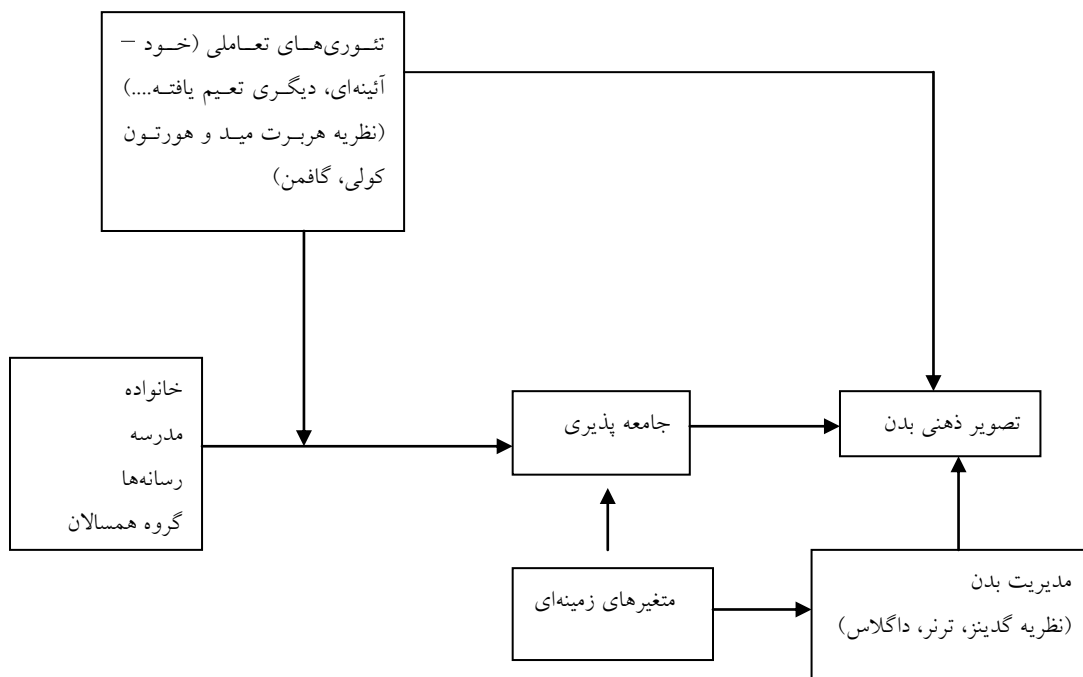 تئوری‌های تعاملی (خود –
آئینه‌ای، دیگری تعیم یافته....)
(نظریه هربرت مید و هورتون
کولی، گافمن)
خانواده
مدرسه
رسانه‌ها
گروه همسالان
جامعه پذیری
تصویر ذهنی بدن
متغیرهای زمینه‌ای
مدیریت بدن
(نظریه گدینز، ترنر، داگلاس)